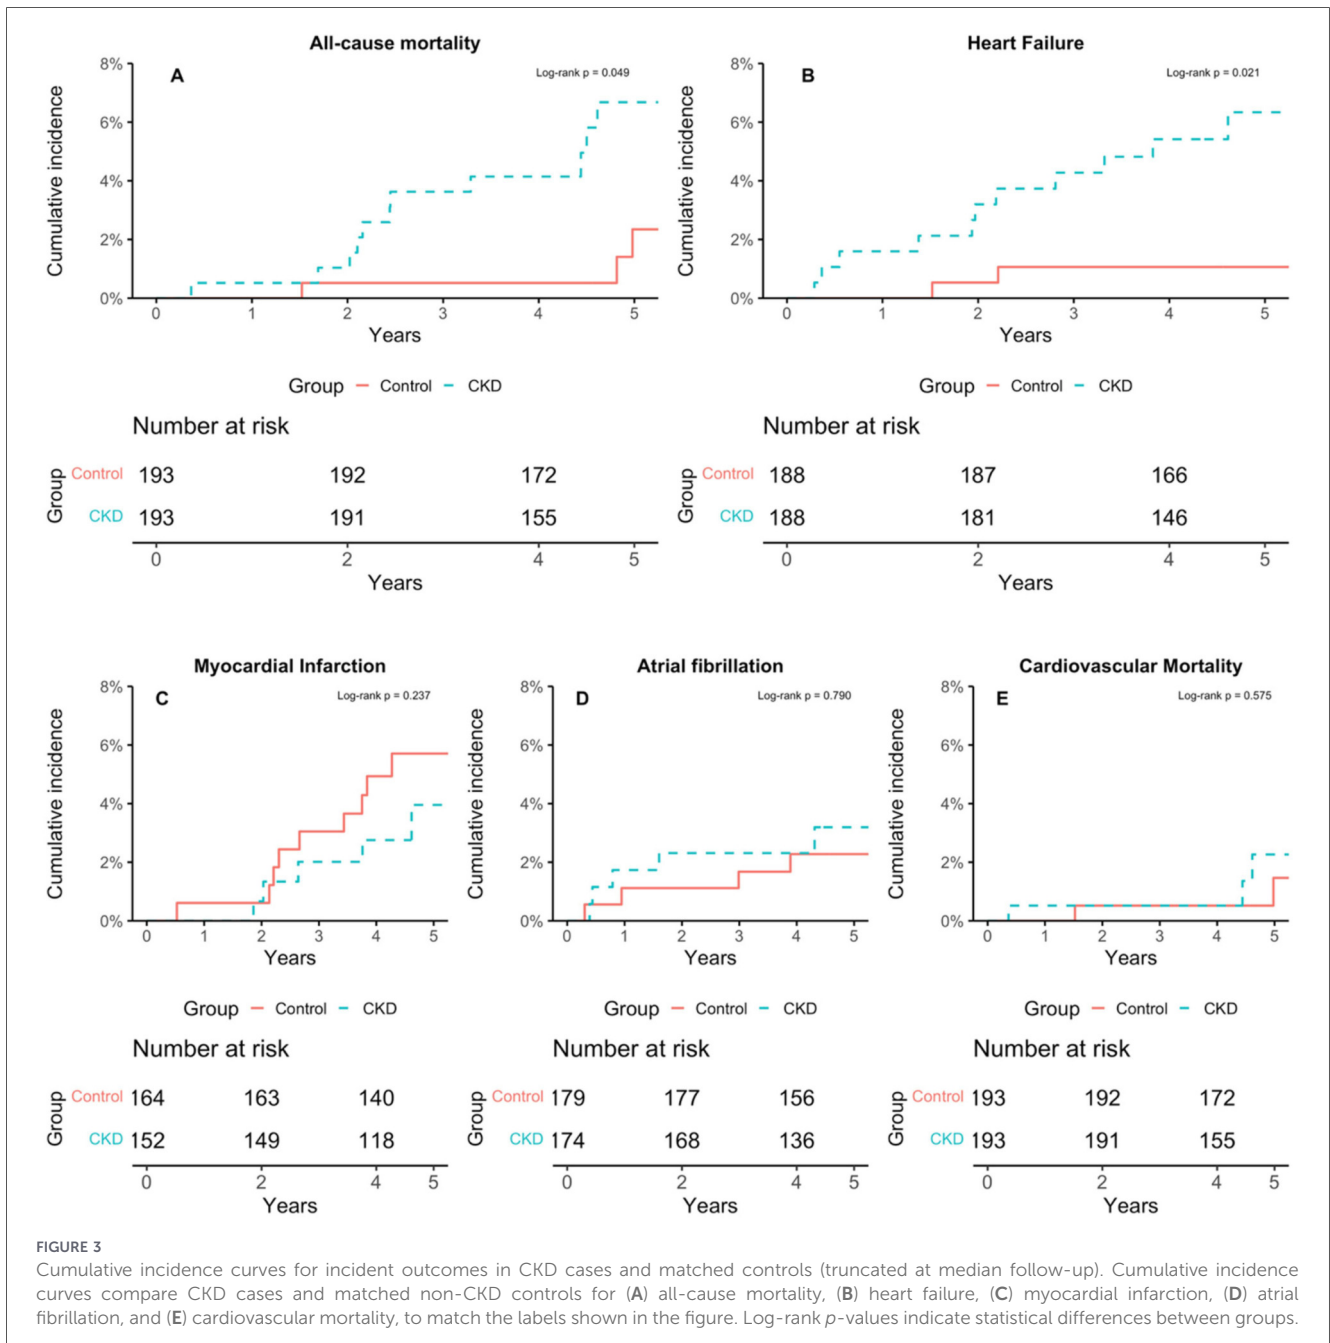 All-cause mortality
A
Log-rank p = 0.049
8%
6%
4%
2%
0%
Cumulative incidence
0 1 2 3 4 5
Years
Group Control CKD
Number at risk
Group
Control 193 192 172
CKD 193 191 155
0 2 4 5
Years
Heart Failure
B
Log-rank p = 0.021
8%
6%
4%
2%
0%
Cumulative incidence
0 1 2 3 4 5
Years
Group Control CKD
Number at risk
Group
Control 188 187 166
CKD 188 181 146
0 2 4 5
Years
Myocardial Infarction
C
Log-rank p = 0.237
8%
6%
4%
2%
0%
Cumulative incidence
0 1 2 3 4 5
Years
Group Control CKD
Number at risk
Group
Control 164 163 140
CKD 152 149 118
0 2 4 5
Years
Atrial fibrillation
D
Log-rank p = 0.790
8%
6%
4%
2%
0%
Cumulative incidence
0 1 2 3 4 5
Years
Group Control CKD
Number at risk
Group
Control 179 177 156
CKD 174 168 136
0 2 4 5
Years
Cardiovascular Mortality
E
Log-rank p = 0.575
8%
6%
4%
2%
0%
Cumulative incidence
0 1 2 3 4 5
Years
Group Control CKD
Number at risk
Group
Control 193 192 172
CKD 193 191 155
0 2 4 5
Years
FIGURE 3
Cumulative incidence curves for incident outcomes in CKD cases and matched controls (truncated at median follow-up). Cumulative incidence
curves compare CKD cases and matched non-CKD controls for (A) all-cause mortality, (B) heart failure, (C) myocardial infarction, (D) atrial
fibrillation, and (E) cardiovascular mortality, to match the labels shown in the figure. Log-rank p-values indicate statistical differences between groups.